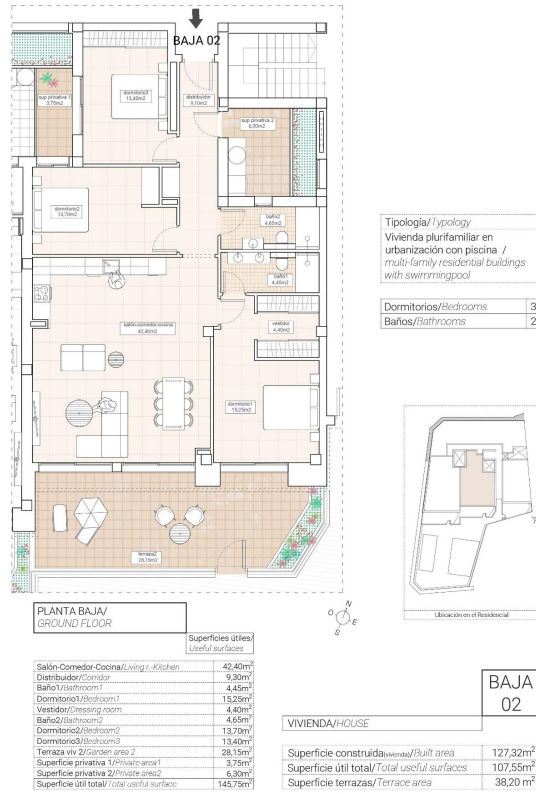 BAJA 02
dormitorio3
13,40m2
distribuidor
9,10m2
sup privativa 1
3,75m2
sup privativa 2
6,30m2
dormitorio2
13,70m2
baño2
4,65m2
baño1
4,45m2
salón-comedor-cocina
42,40m2
vestidor
4,40m2
dormitorio1
15,25m2
terraza2
28,15m2
Tipología/Typology
Vivienda plurifamiliar en
urbanización con piscina /
multi-family residential buildings
with swimmingpool
Dormitorios/Bedrooms 3
Baños/Bathrooms 2
Ubicación en el Residencial
N
O E
S
PLANTA BAJA/
GROUND FLOOR
Superficies útiles/
Useful surfaces
Salón-Comedor-Cocina/Living r.-Kitchen 42,40m²
Distribuidor/Corridor 9,30m²
Baño1/Bathroom1 4,45m²
Dormitorio1/Bedroom1 15,25m²
Vestidor/Dressing room 4,40m²
Baño2/Bathroom2 4,65m²
Dormitorio2/Bedroom2 13,70m²
Dormitorio3/Bedroom3 13,40m²
Terraza viv 2/Garden area 2 28,15m²
Superficie privativa 1/Private area1 3,75m²
Superficie privativa 2/Private area2 6,30m²
Superficie útil total/Total useful surface 145,75m²
BAJA
02
VIVIENDA/HOUSE
Superficie construida(vivienda)/Built area 127,32m²
Superficie útil total/Total useful surfaces 107,55m²
Superficie terrazas/Terrace area 38,20 m²